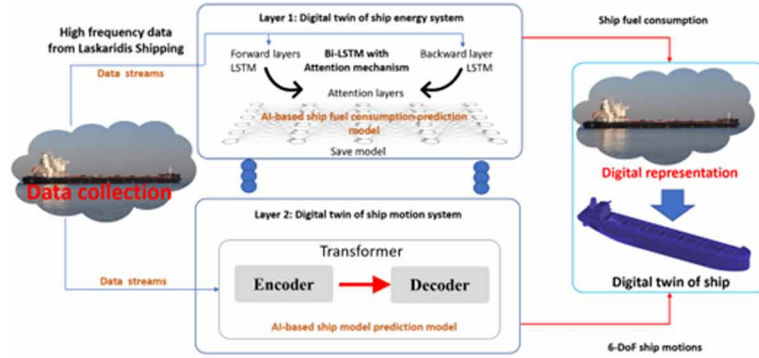 High frequency data
from Laskaridis Shipping
Data streams
Data collection
Data streams
Layer 1: Digital twin of ship energy system
Forward layers
LSTM
Bi-LSTM with
Attention mechanism
Backward layer
LSTM
Attention layers
AI-based ship fuel consumption prediction
model
Save model
Layer 2: Digital twin of ship motion system
Transformer
Encoder
Decoder
AI-based ship model prediction model
Ship fuel consumption
Digital representation
Digital twin of ship
6-DoF ship motions